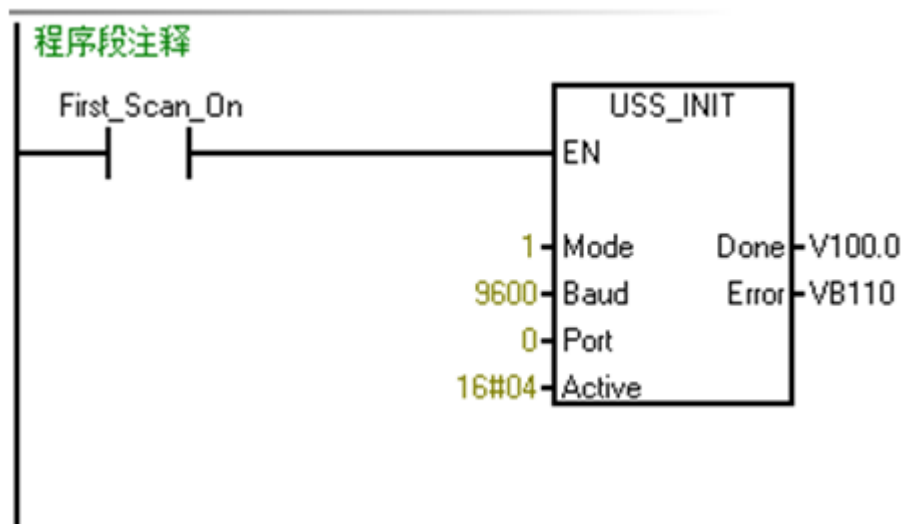 程序段注释
First_Scan_On
USS_INIT
EN
1 Mode Done V100.0
9600 Baud Error VB110
0 Port
16#04 Active